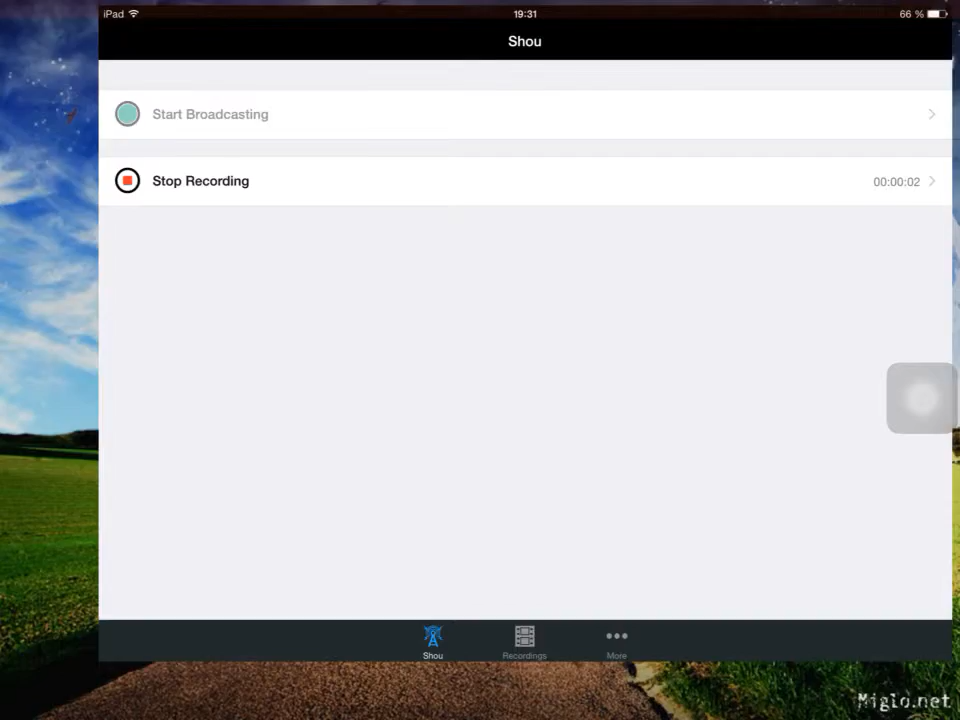 iPad 19:31 66 %
Shou
Start Broadcasting
Stop Recording 00:00:02
Shou Recordings More
Miglo.net